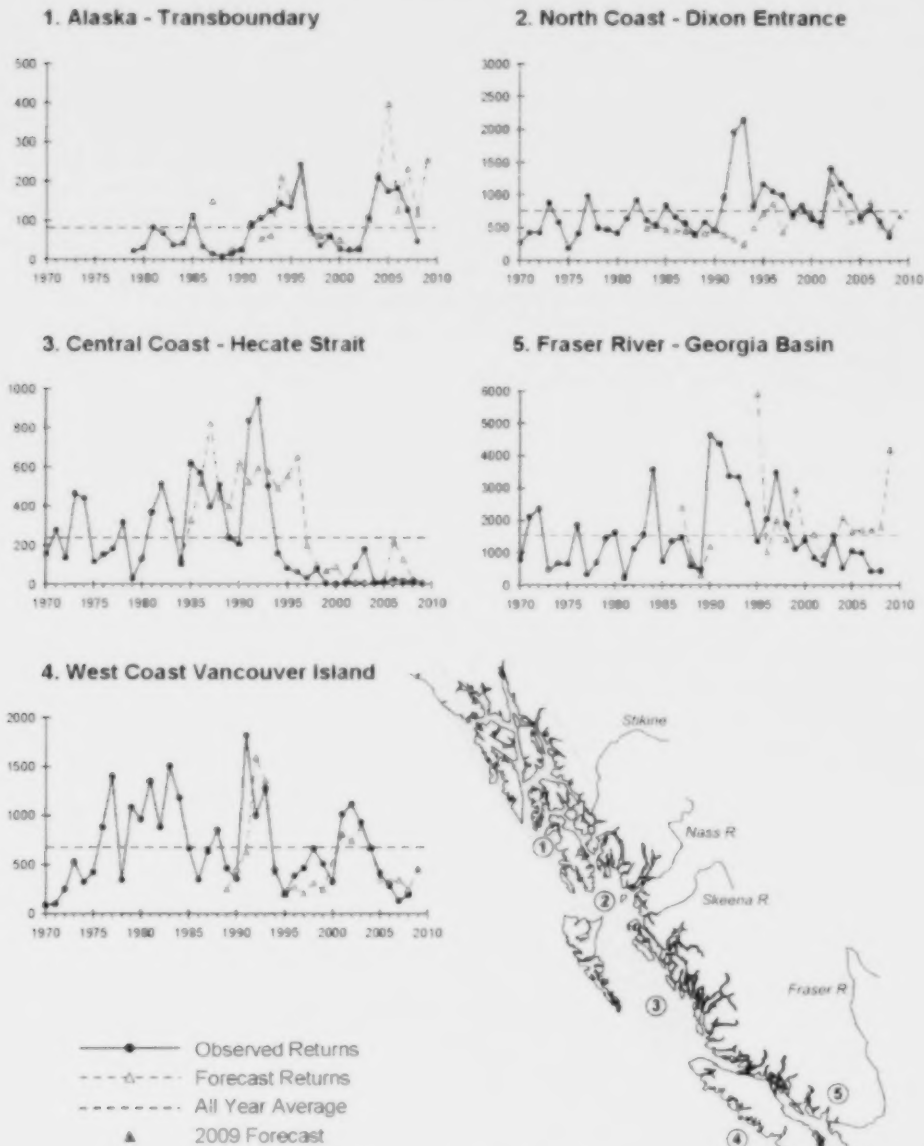 1. Alaska - Transboundary
500
400
300
200
100
0
1970 1975 1980 1985 1990 1995 2000 2005 2010
2. North Coast - Dixon Entrance
3000
2500
2000
1500
1000
500
0
1970 1975 1980 1985 1990 1995 2000 2005 2010
3. Central Coast - Hecate Strait
1000
800
600
400
200
0
1970 1975 1980 1985 1990 1995 2000 2005 2010
5. Fraser River - Georgia Basin
6000
5000
4000
3000
2000
1000
0
1970 1975 1980 1985 1990 1995 2000 2005 2010
4. West Coast Vancouver Island
2000
1500
1000
500
0
1970 1975 1980 1985 1990 1995 2000 2005 2010
Stikine
Nass R.
Skeena R.
Fraser R.
1
2
3
5
4
Observed Returns
Forecast Returns
All Year Average
2009 Forecast